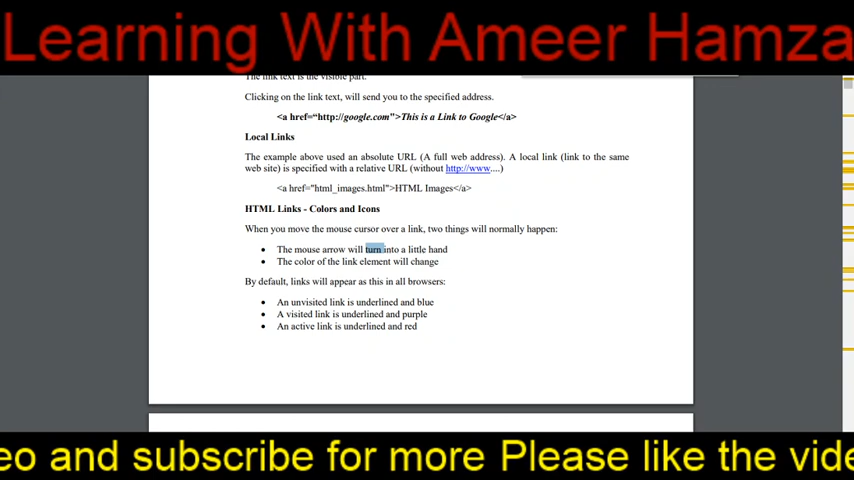 Learning With Ameer Hamza
The link text is the visible part.
Clicking on the link text, will send you to the specified address.
<a href=“http://google.com”>This is a Link to Google</a>
Local Links
The example above used an absolute URL (A full web address). A local link (link to the same
web site) is specified with a relative URL (without http://www....)
<a href="html_images.html">HTML Images</a>
HTML Links - Colors and Icons
When you move the mouse cursor over a link, two things will normally happen:
• The mouse arrow will turn into a little hand
• The color of the link element will change
By default, links will appear as this in all browsers:
• An unvisited link is underlined and blue
• A visited link is underlined and purple
• An active link is underlined and red
eo and subscribe for more Please like the vide